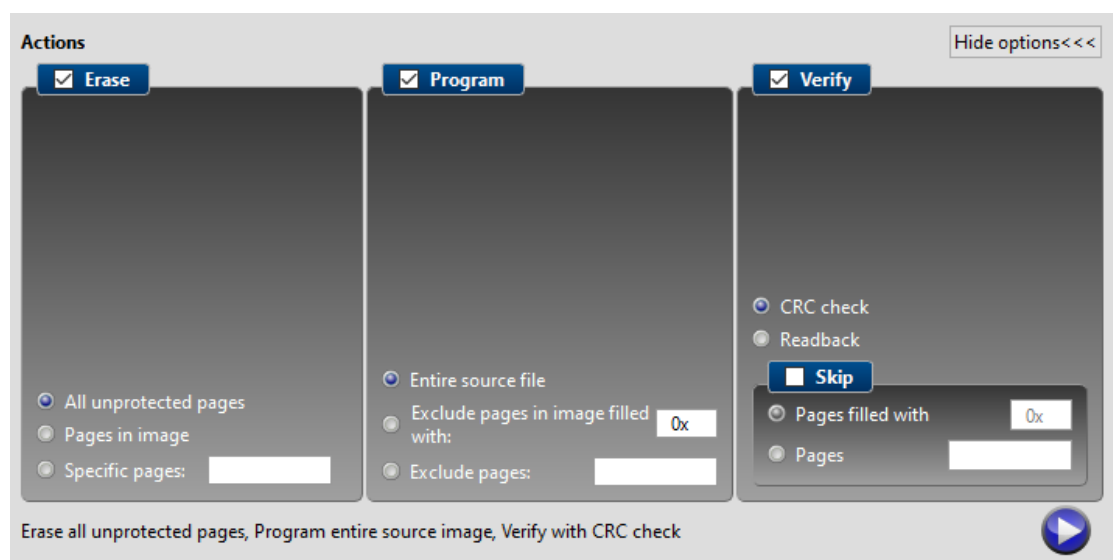 Actions
Hide options<<<
Erase
Program
Verify
All unprotected pages
Pages in image
Specific pages:
Entire source file
Exclude pages in image filled
with:
0x
Exclude pages:
CRC check
Readback
Skip
Pages filled with
0x
Pages
Erase all unprotected pages, Program entire source image, Verify with CRC check